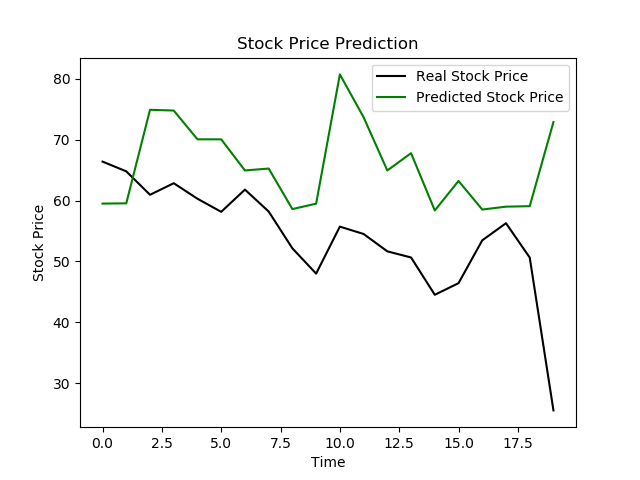 Stock Price Prediction
Real Stock Price
Predicted Stock Price
Stock Price
80
70
60
50
40
30
0.0 2.5 5.0 7.5 10.0 12.5 15.0 17.5
Time